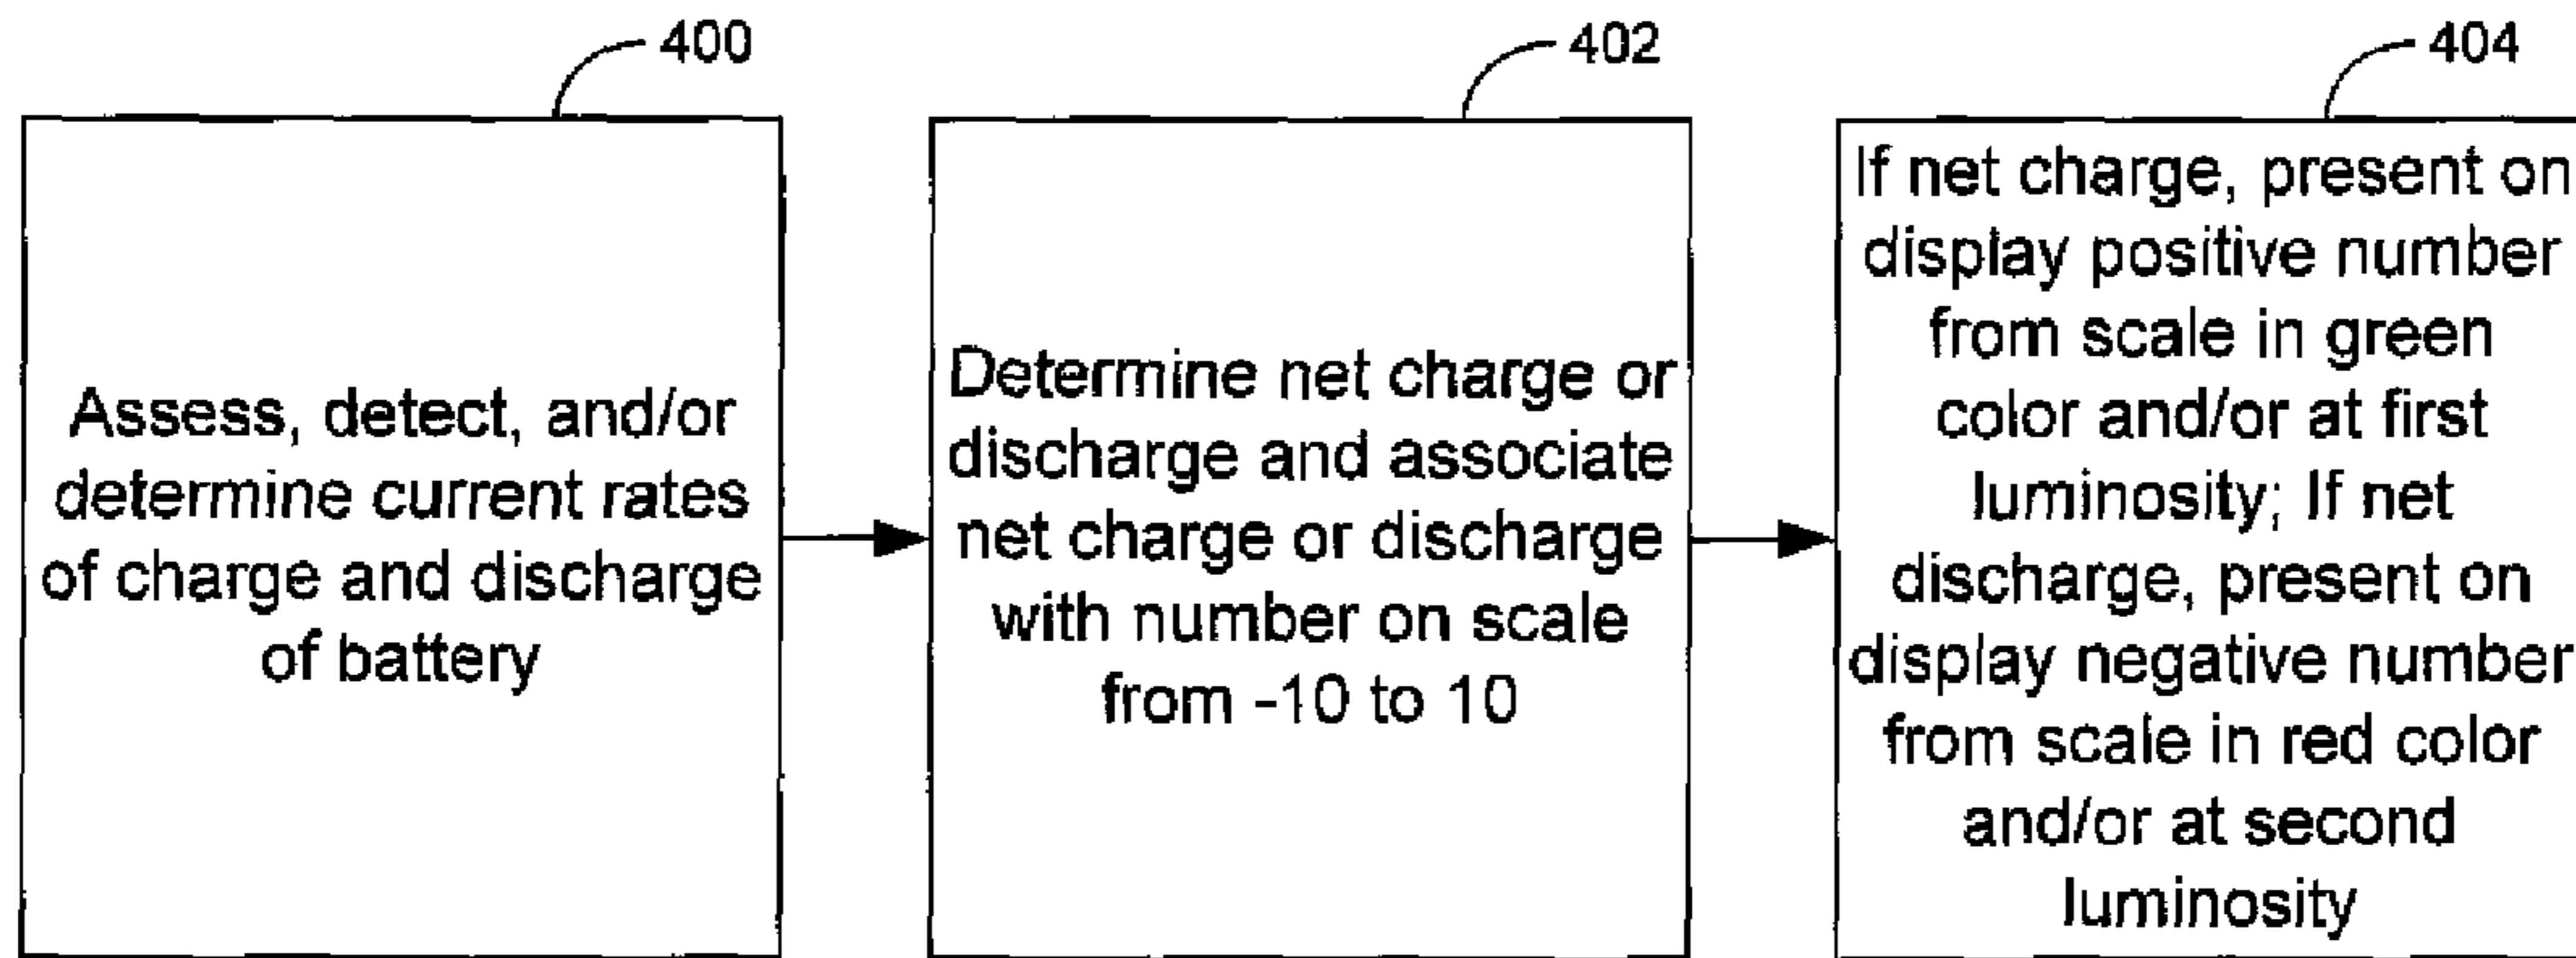 400
Assess, detect, and/or
determine current rates
of charge and discharge
of battery
402
Determine net charge or
discharge and associate
net charge or discharge
with number on scale
from -10 to 10
404
If net charge, present on
display positive number
from scale in green
color and/or at first
luminosity; If net
discharge, present on
display negative number
from scale in red color
and/or at second
luminosity